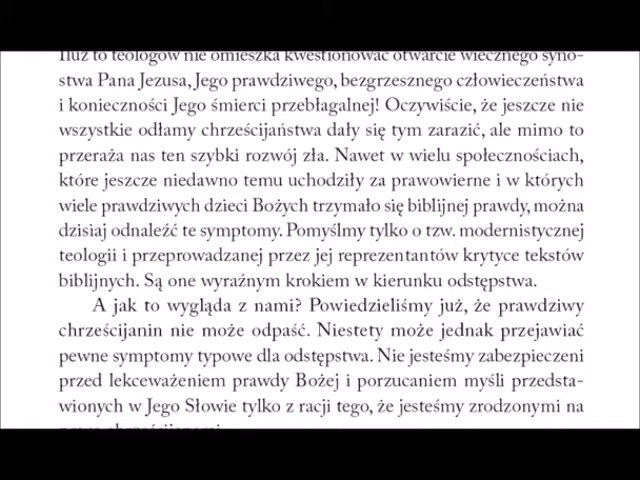 Iluż to teologów nie omieszka kwestionować otwarcie wiecznego syno-
stwa Pana Jezusa, Jego prawdziwego, bezgrzesznego człowieczeństwa
i konieczności Jego śmierci przebłagalnej! Oczywiście, że jeszcze nie
wszystkie odłamy chrześcijaństwa dały się tym zarazić, ale mimo to
przeraża nas ten szybki rozwój zła. Nawet w wielu społecznościach,
które jeszcze niedawno temu uchodziły za prawowierne i w których
wiele prawdziwych dzieci Bożych trzymało się biblijnej prawdy, można
dzisiaj odnaleźć te symptomy. Pomyślmy tylko o tzw. modernistycznej
teologii i przeprowadzanej przez jej reprezentantów krytyce tekstów
biblijnych. Są one wyraźnym krokiem w kierunku odstępstwa.
A jak to wygląda z nami? Powiedzieliśmy już, że prawdziwy
chrześcijanin nie może odpaść. Niestety może jednak przejawiać
pewne symptomy typowe dla odstępstwa. Nie jesteśmy zabezpieczeni
przed lekceważeniem prawdy Bożej i porzucaniem myśli przedsta-
wionych w Jego Słowie tylko z racji tego, że jesteśmy zrodzonymi na